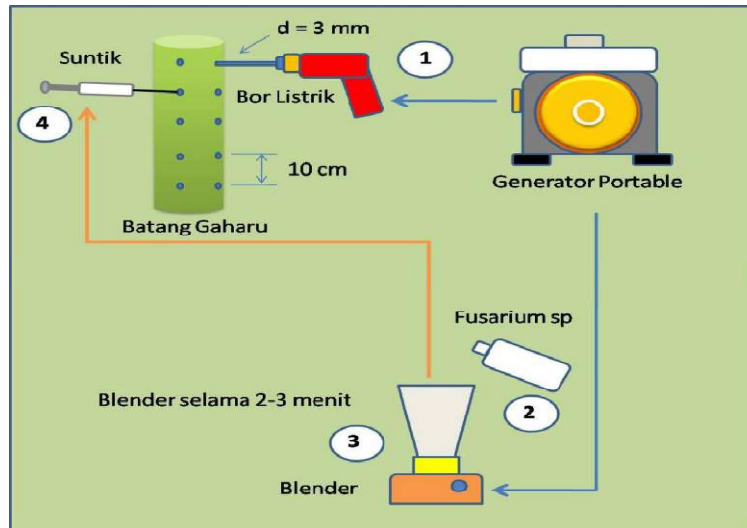 d = 3 mm
Suntik
1
Bor Listrik
4
10 cm
Generator Portable
Batang Gaharu
Fusarium sp
2
Blender selama 2-3 menit
3
Blender